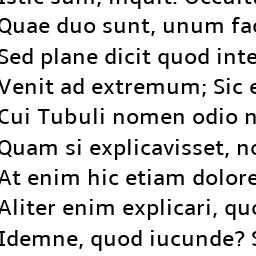 Istic sum, inquit. Occult
Quae duo sunt, unum fac
Sed plane dicit quod inte
Venit ad extremum; Sic e
Cui Tubuli nomen odio n
Quam si explicavisset, no
At enim hic etiam dolore
Aliter enim explicari, quo
Idemne, quod iucunde? S